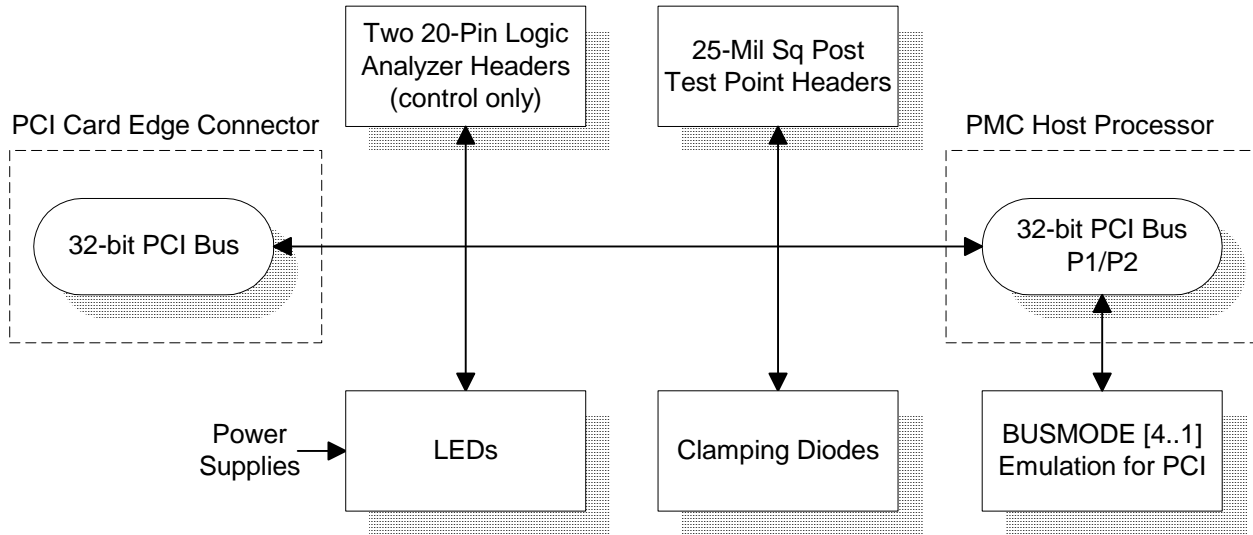 Two 20-Pin Logic
Analyzer Headers
(control only)
25-Mil Sq Post
Test Point Headers
PCI Card Edge Connector
PMC Host Processor
32-bit PCI Bus
32-bit PCI Bus
P1/P2
Power
Supplies
LEDs
Clamping Diodes
BUSMODE [4..1]
Emulation for PCI